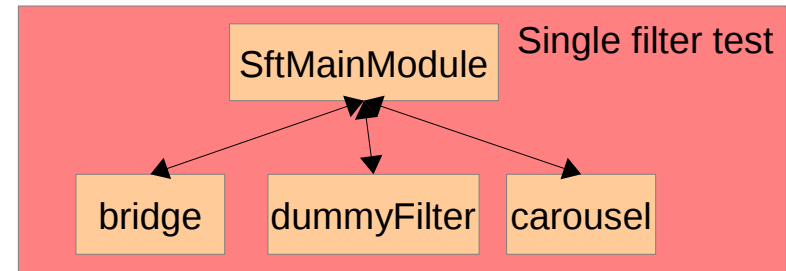 Single filter test
SftMainModule
bridge
dummyFilter
carousel